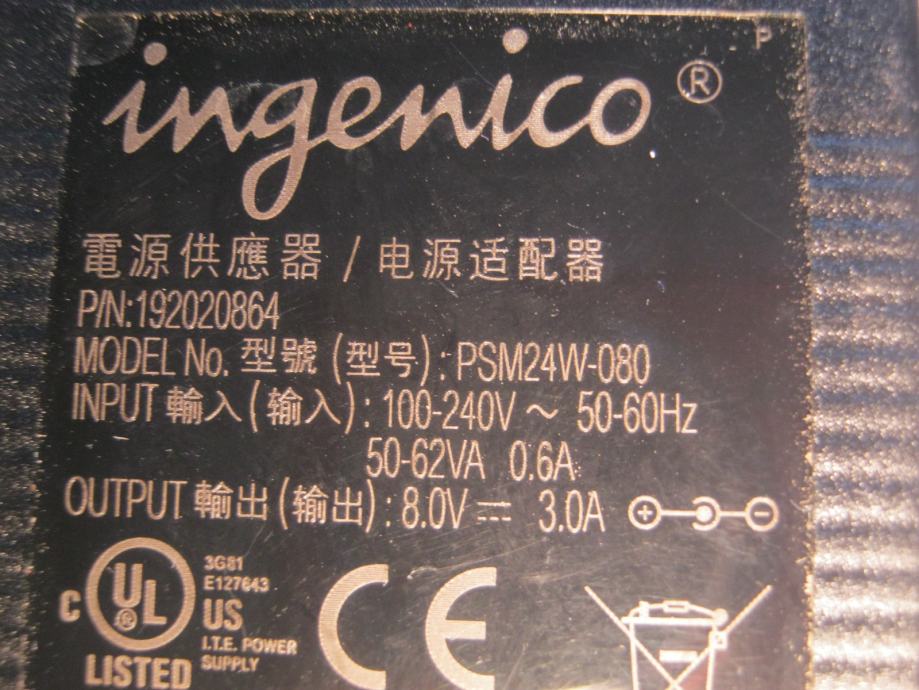 ingenico ®
P
電源供應器 / 电源适配器
P/N:192020864
MODEL No. 型號 (型号) : PSM24W-080
INPUT 輸入 (输入) : 100-240V ~ 50-60Hz
50-62VA 0.6A
OUTPUT 輸出 (输出) : 8.0V ⎓ 3.0A
3G81
E127643
C UL ® US
I.T.E. POWER
SUPPLY
LISTED
CE